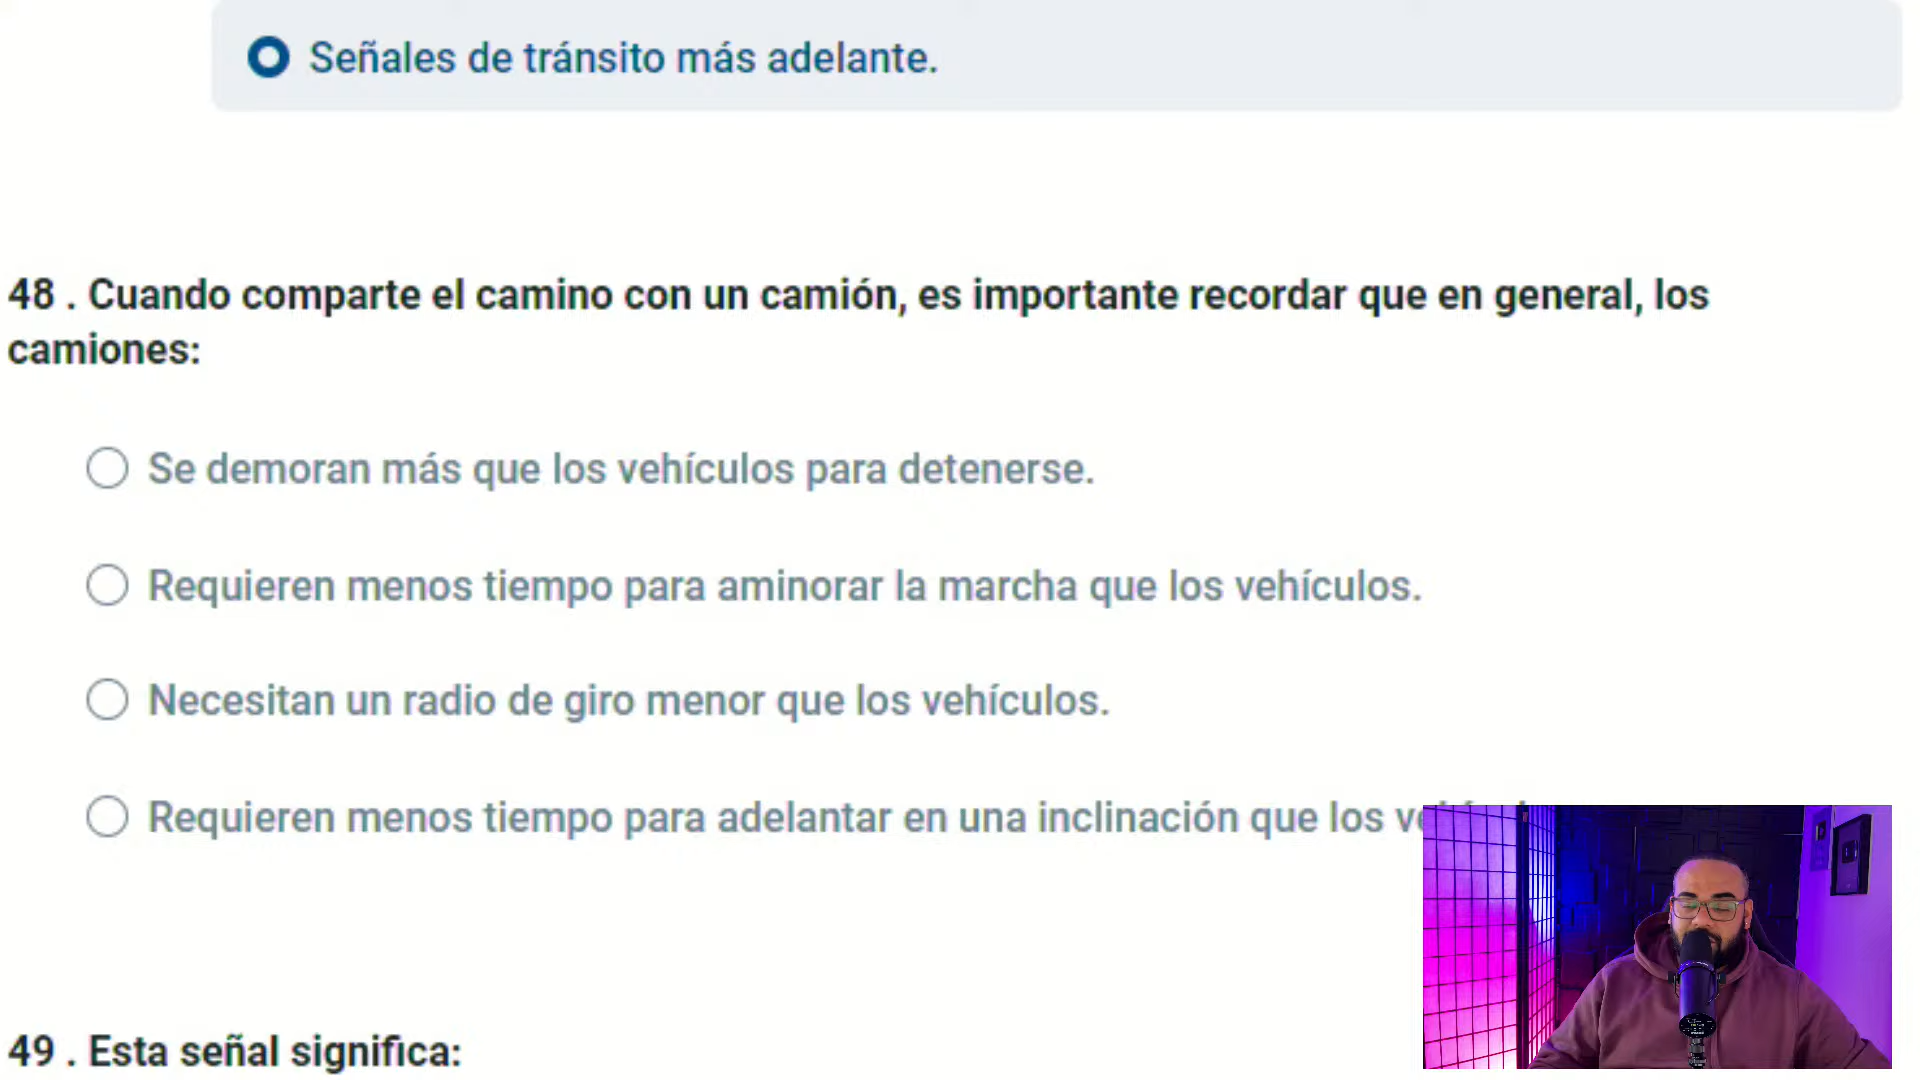 Señales de tránsito más adelante.
48 . Cuando comparte el camino con un camión, es importante recordar que en general, los
camiones:
Se demoran más que los vehículos para detenerse.
Requieren menos tiempo para aminorar la marcha que los vehículos.
Necesitan un radio de giro menor que los vehículos.
Requieren menos tiempo para adelantar en una inclinación que los
49 . Esta señal significa: